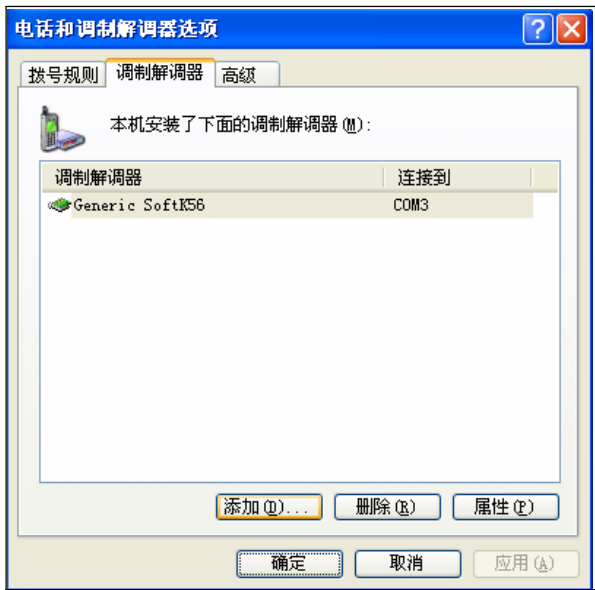 电话和调制解调器选项
拨号规则 调制解调器 高级
本机安装了下面的调制解调器(M):
调制解调器 连接到
Generic SoftK56 COM3
添加(D)... 删除(R) 属性(P)
确定 取消 应用(A)